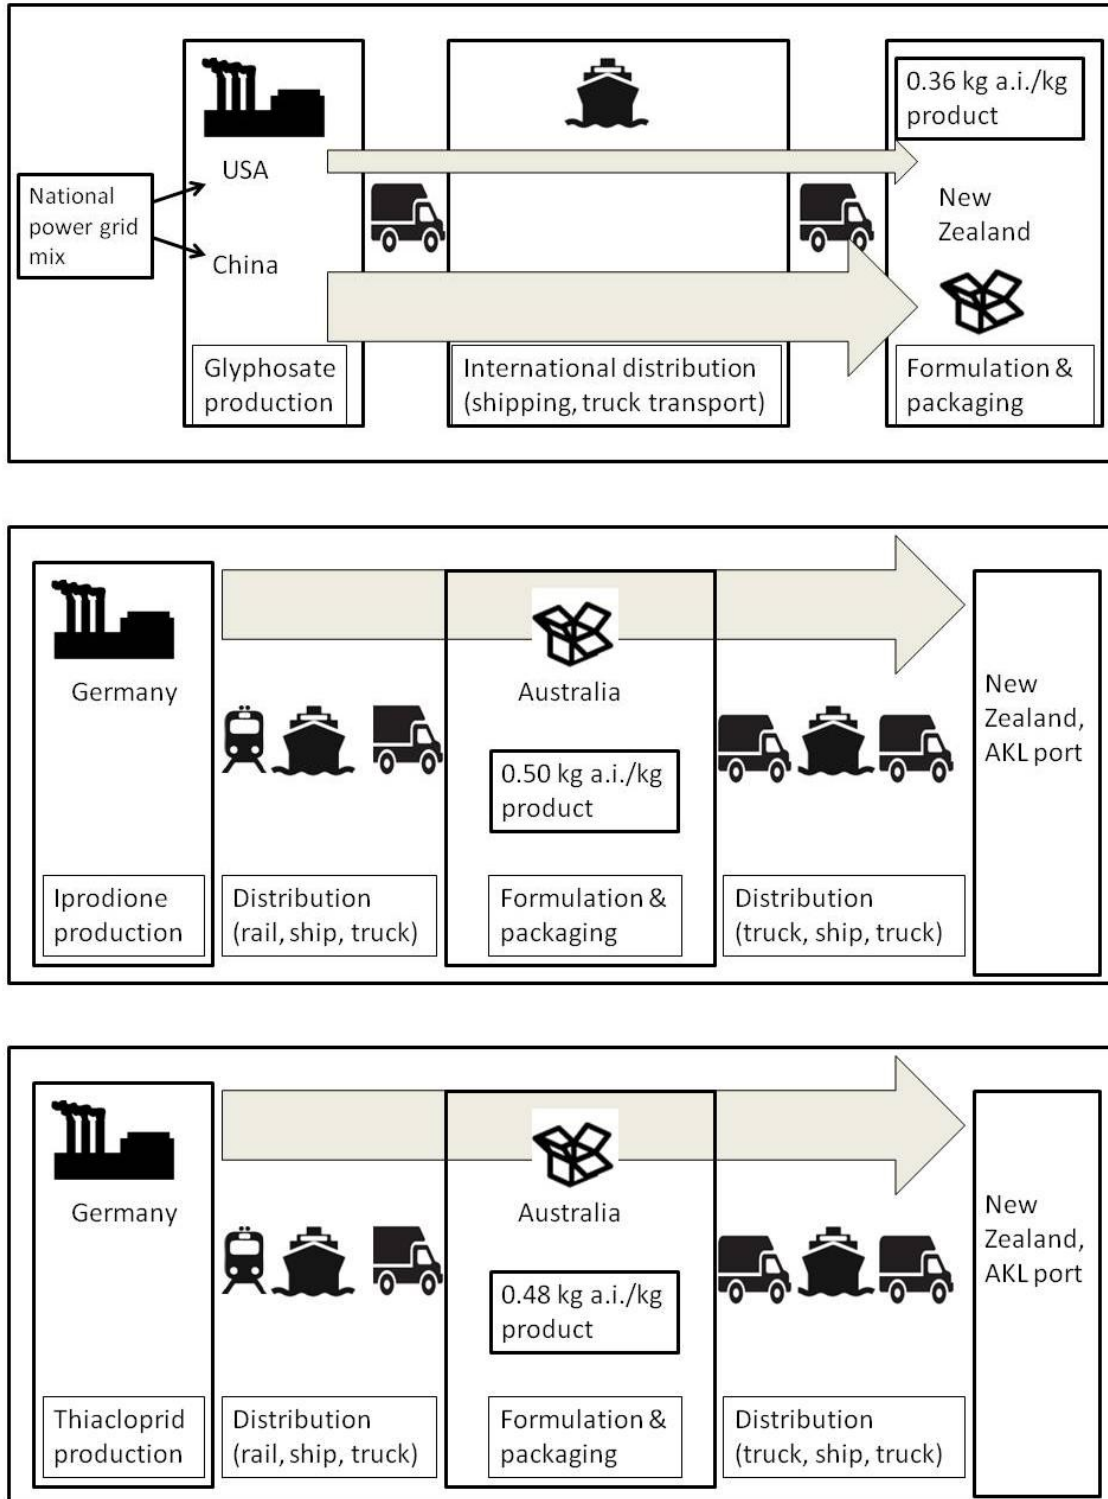 0.36 kg a.i./kg
product
USA
National
power grid
mix
New
Zealand
China
Glyphosate
production
International distribution
(shipping, truck transport)
Formulation &
packaging
Germany
Australia
New
Zealand,
AKL port
0.50 kg a.i./kg
product
Iprodione
production
Distribution
(rail, ship, truck)
Formulation &
packaging
Distribution
(truck, ship, truck)
Germany
Australia
New
Zealand,
AKL port
0.48 kg a.i./kg
product
Thiacloprid
production
Distribution
(rail, ship, truck)
Formulation &
packaging
Distribution
(truck, ship, truck)